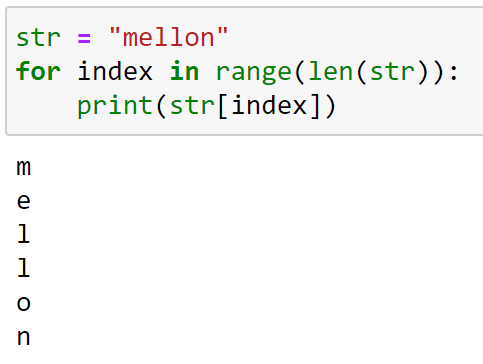 str = "mellon"
for index in range(len(str)):
    print(str[index])
m
e
l
l
o
n